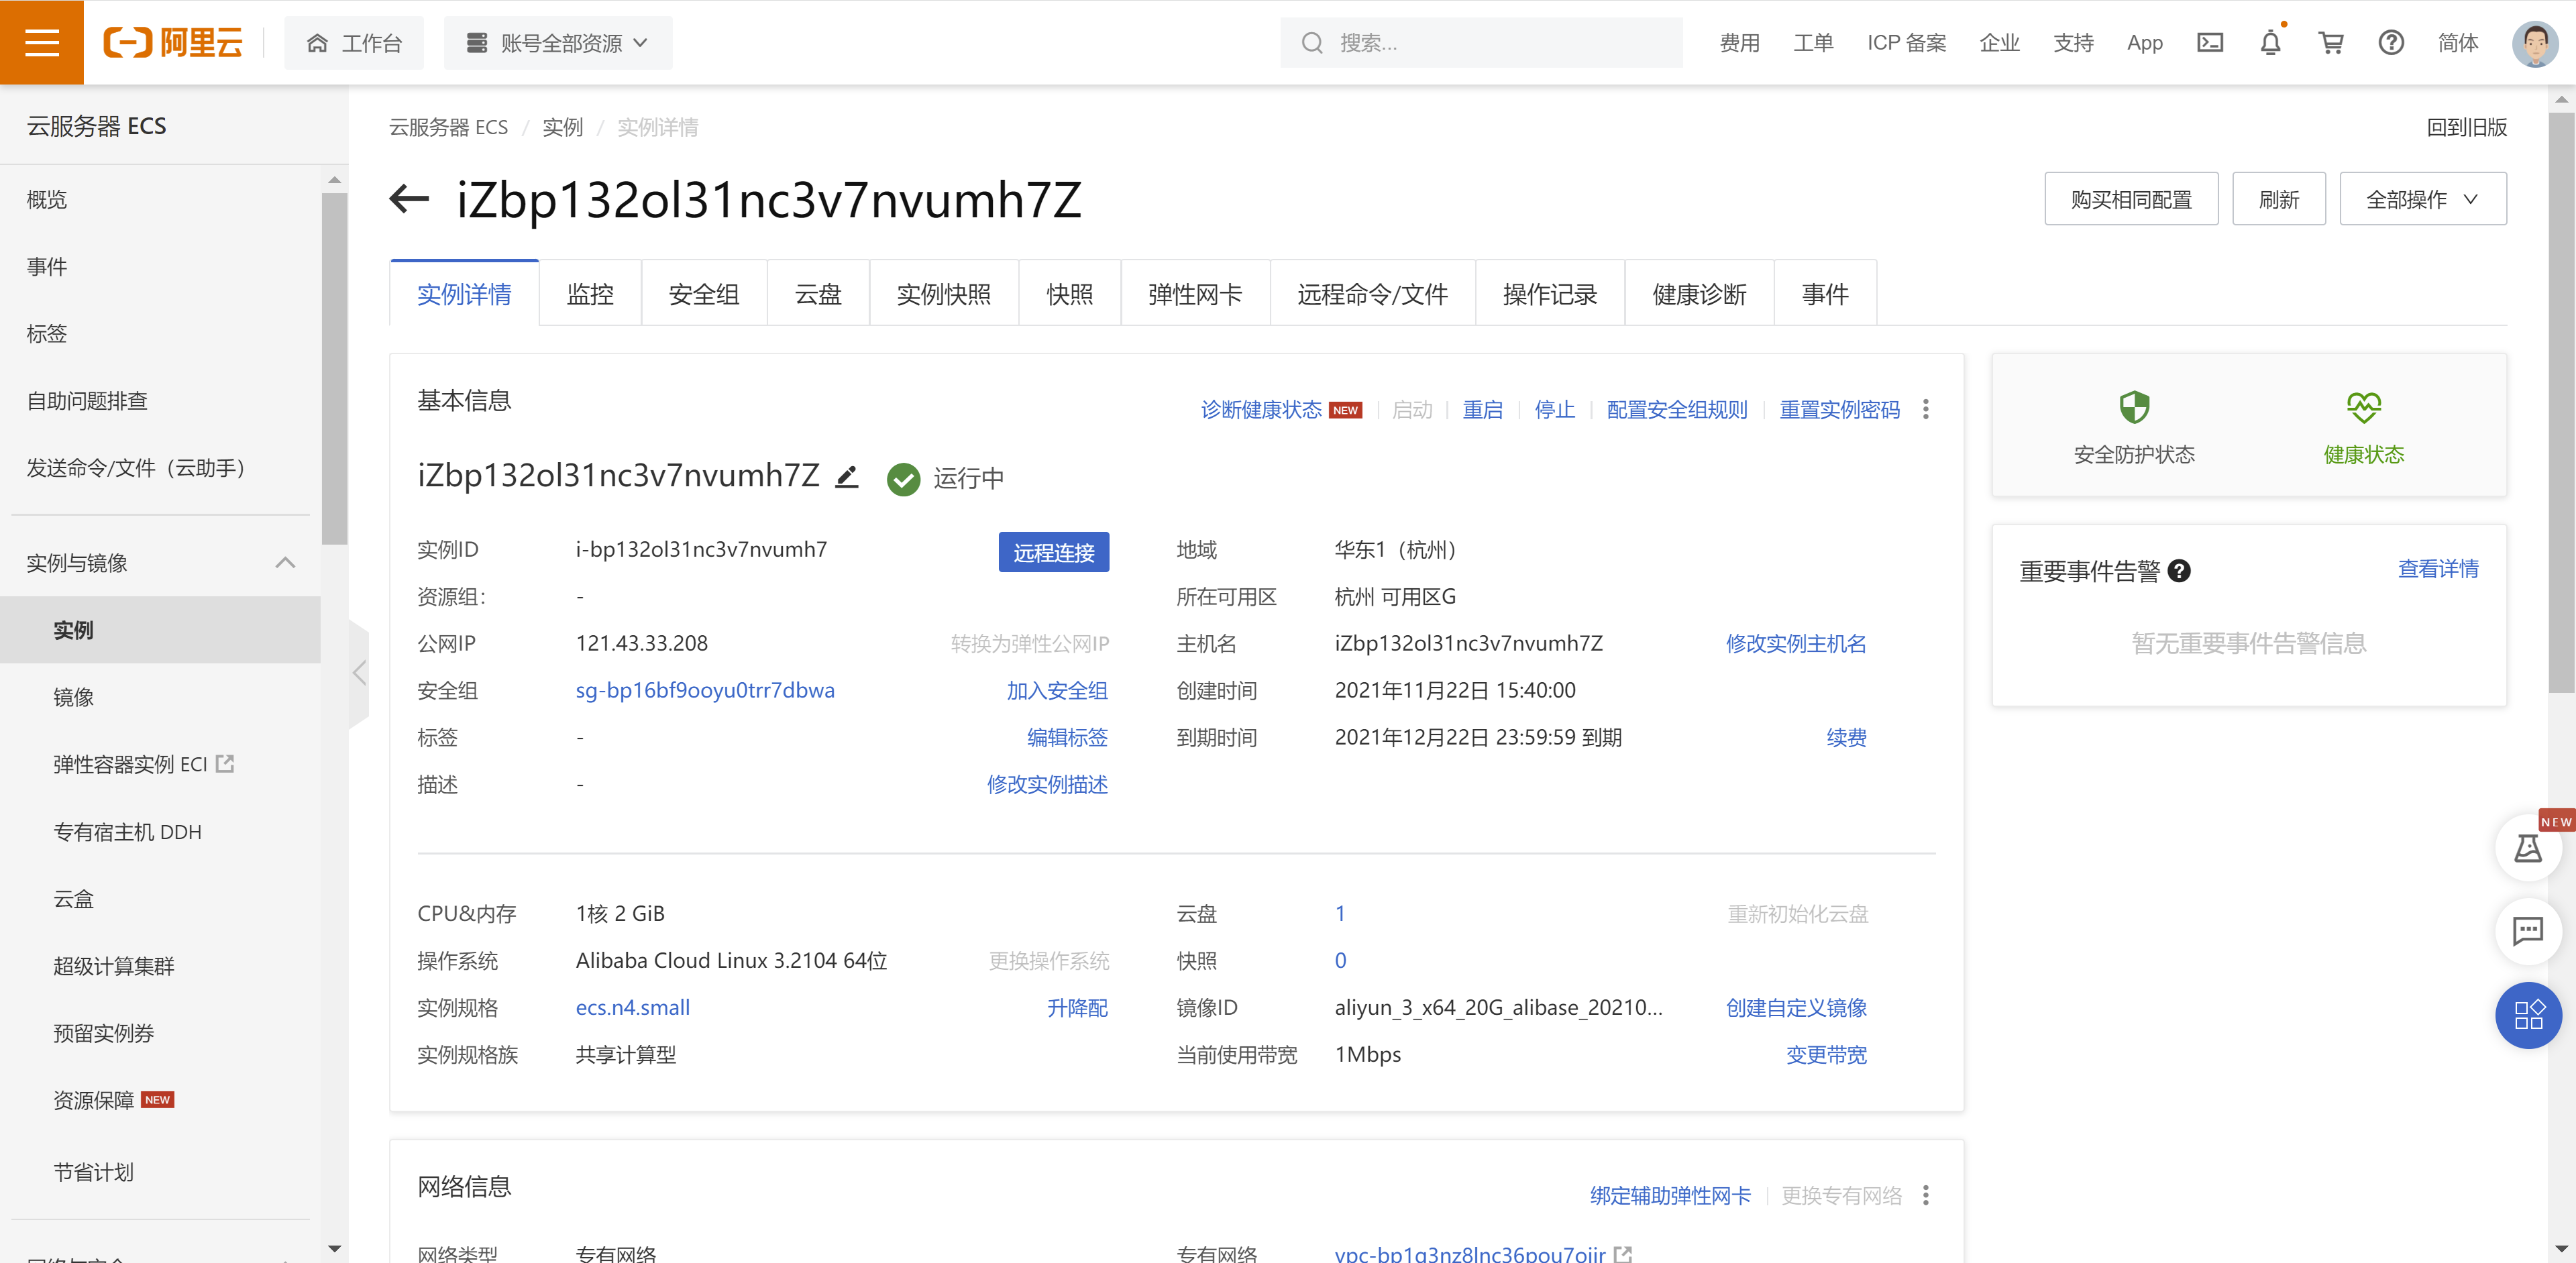 阿里云 工作台 账号全部资源 搜索... 费用 工单 ICP 备案 企业 支持 App 简体
云服务器 ECS
概览
事件
标签
自助问题排查
发送命令/文件（云助手）
实例与镜像
实例
镜像
弹性容器实例 ECI
专有宿主机 DDH
云盒
超级计算集群
预留实例券
资源保障 NEW
节省计划
云服务器 ECS / 实例 / 实例详情 回到旧版
iZbp132ol31nc3v7nvumh7Z 购买相同配置 刷新 全部操作
实例详情 监控 安全组 云盘 实例快照 快照 弹性网卡 远程命令/文件 操作记录 健康诊断 事件
基本信息 诊断健康状态 NEW 启动 重启 停止 配置安全组规则 重置实例密码
iZbp132ol31nc3v7nvumh7Z 运行中
实例ID i-bp132ol31nc3v7nvumh7 远程连接 地域 华东1（杭州）
资源组： - 所在可用区 杭州 可用区G
公网IP 121.43.33.208 转换为弹性公网IP 主机名 iZbp132ol31nc3v7nvumh7Z 修改实例主机名
安全组 sg-bp16bf9ooyu0trr7dbwa 加入安全组 创建时间 2021年11月22日 15:40:00
标签 - 编辑标签 到期时间 2021年12月22日 23:59:59 到期 续费
描述 - 修改实例描述
CPU&内存 1核 2 GiB 云盘 1 重新初始化云盘
操作系统 Alibaba Cloud Linux 3.2104 64位 更换操作系统 快照 0
实例规格 ecs.n4.small 升降配 镜像ID aliyun_3_x64_20G_alibase_20210... 创建自定义镜像
实例规格族 共享计算型 当前使用带宽 1Mbps 变更带宽
网络信息 绑定辅助弹性网卡 更换专有网络
网络类型 专有网络 专有网络 vpc-bp1q3nz8lnc36pou7ojjr
安全防护状态 健康状态
重要事件告警 查看详情
暂无重要事件告警信息
NEW